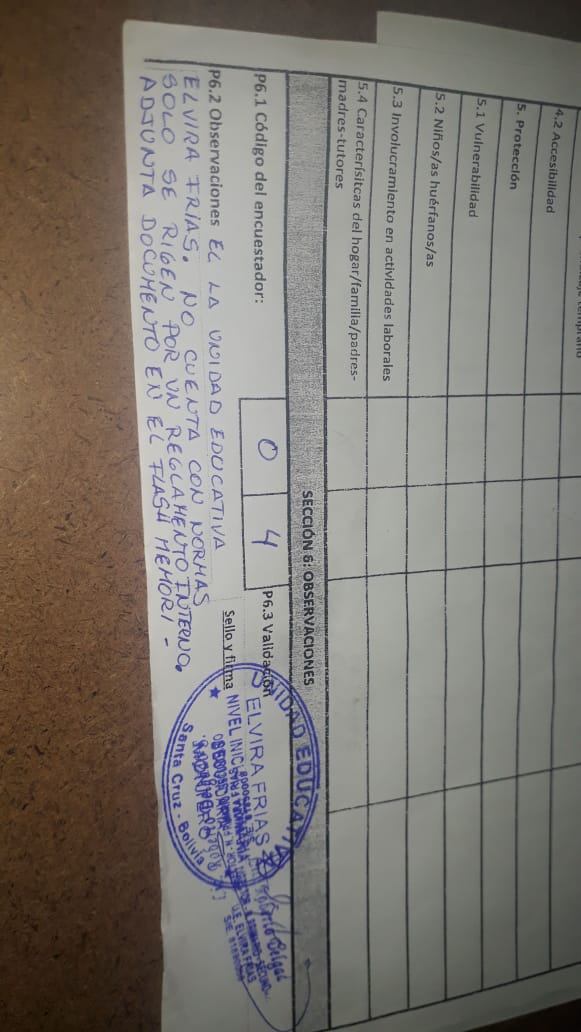 4.2 Accesibilidad
5. Protección
5.1 Vulnerabilidad
5.2 Niños/as huérfanos/as
5.3 Involucramiento en actividades laborales
5.4 Caracterísitcas del hogar/familia/padres-
madres-tutores
SECCIÓN 6: OBSERVACIONES
P6.1 Código del encuestador:
0 4
P6.2 Observaciones EL LA UNIDAD EDUCATIVA
ELVIRA FRIAS. NO CUENTA CON NORMAS
SOLO SE RIGEN POR UN REGLAMENTO INTERNO.
ADJUNTA DOCUMENTO EN EL FLASH MEMORI -
P6.3 Validación
Sello y firma
UNIDAD EDUCATIVA
ELVIRA FRIAS
NIVEL INIC
Santa Cruz - Bolivia
U.E. ELVIRA FRIAS